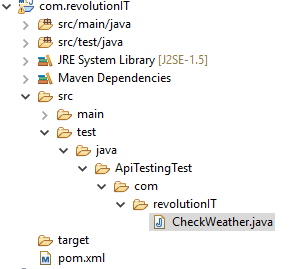 com.revolutionIT
src/main/java
src/test/java
JRE System Library [J2SE-1.5]
Maven Dependencies
src
main
test
java
ApiTestingTest
com
revolutionIT
CheckWeather.java
target
pom.xml